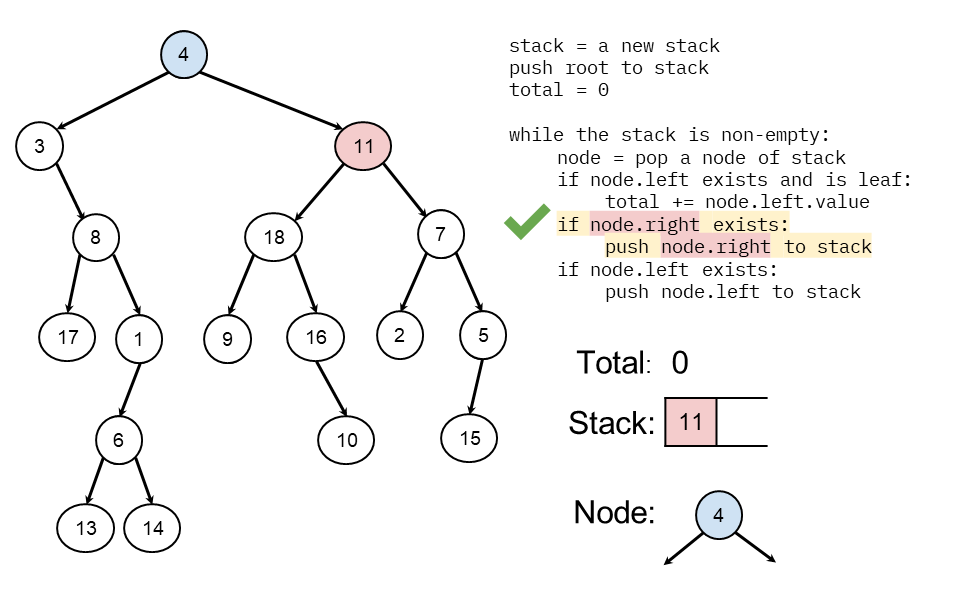 4
3
11
8
18
7
17
1
9
16
2
5
6
10
15
13
14
stack = a new stack
push root to stack
total = 0
while the stack is non-empty:
node = pop a node of stack
if node.left exists and is leaf:
total += node.left.value
if node.right exists:
push node.right to stack
if node.left exists:
push node.left to stack
Total: 0
Stack: 11
Node: 4